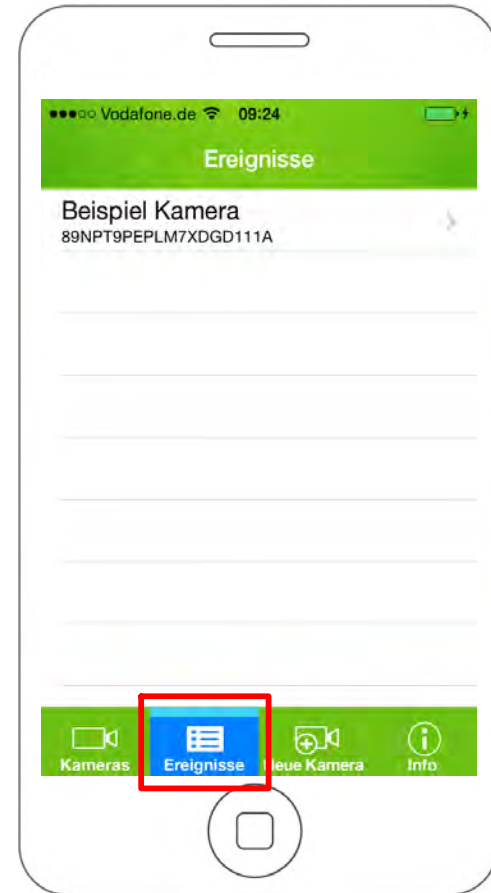 Vodafone.de 09:24
Ereignisse
Beispiel Kamera
89NPT9PEPLM7XDGD111A
Kameras Ereignisse Neue Kamera Info